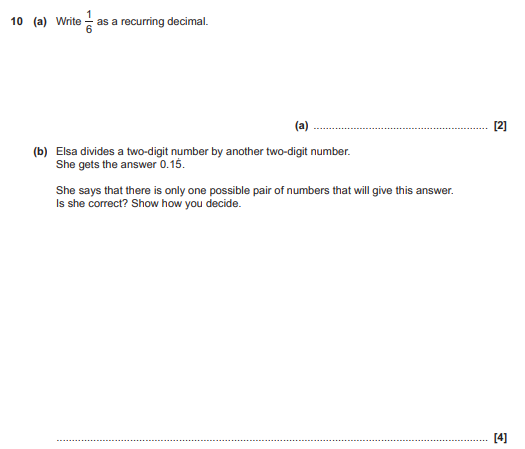 10 (a) Write 1/6 as a recurring decimal.
(a) ........................................................ [2]
(b) Elsa divides a two-digit number by another two-digit number.
She gets the answer 0.15̇.
She says that there is only one possible pair of numbers that will give this answer.
Is she correct? Show how you decide.
........................................................................................................................ [4]